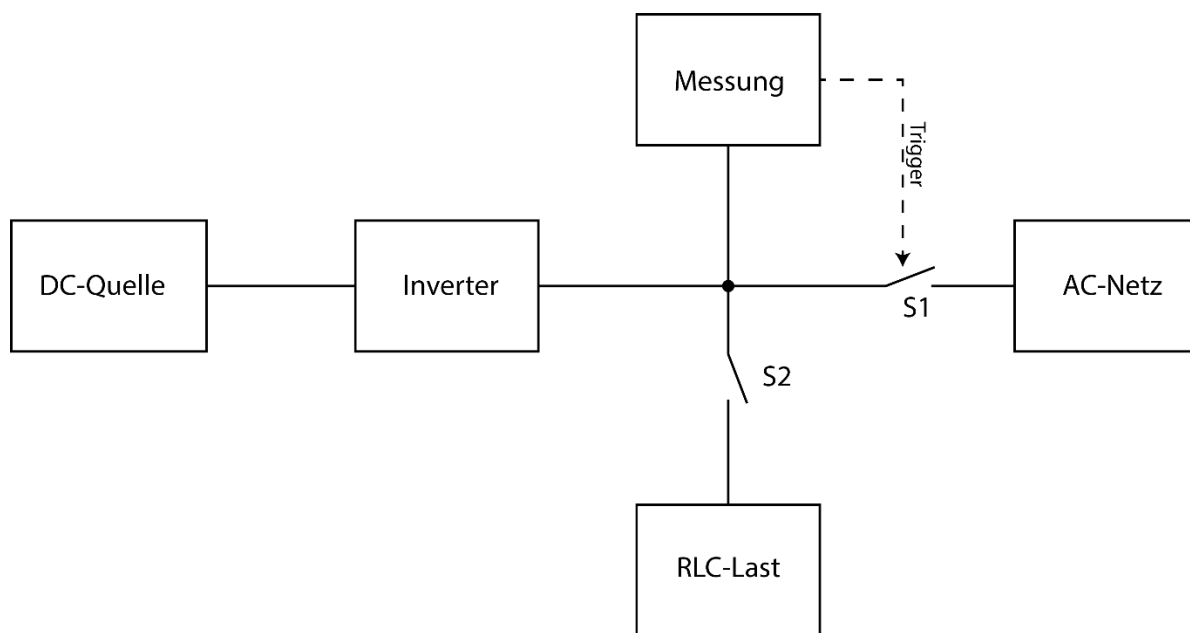 Messung
Trigger
DC-Quelle
Inverter
S1
AC-Netz
S2
RLC-Last